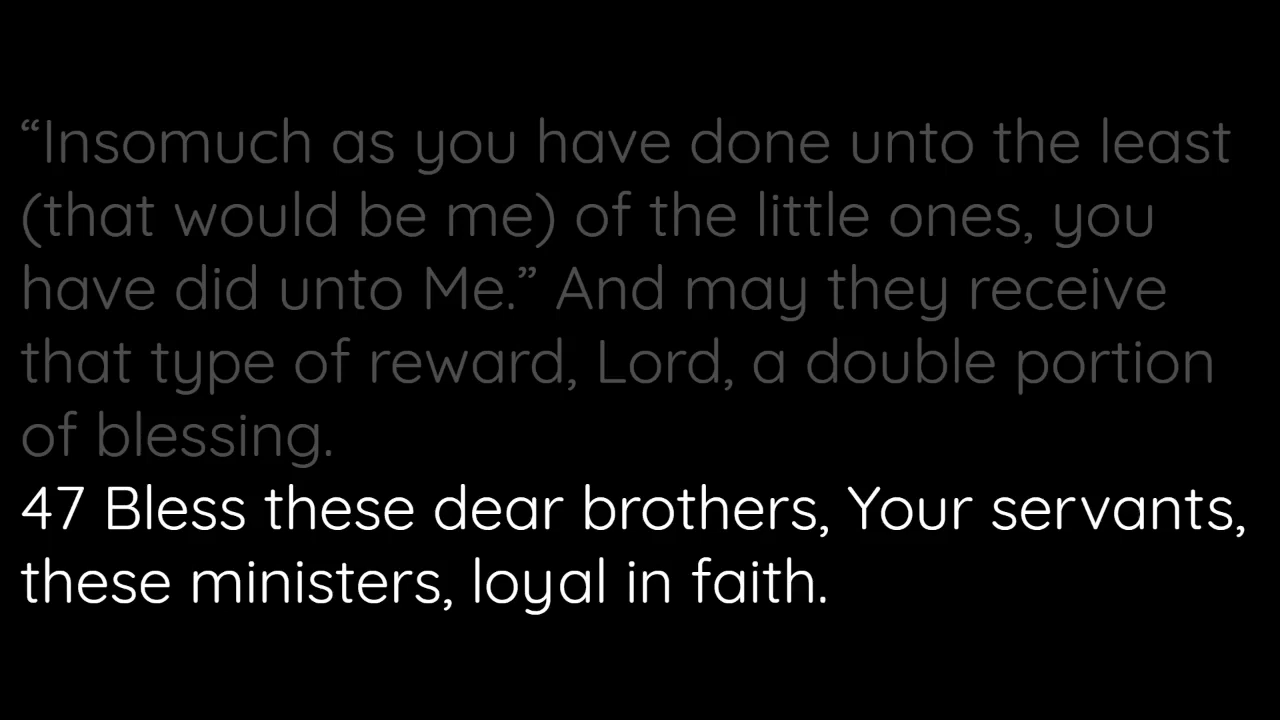 “Insomuch as you have done unto the least
(that would be me) of the little ones, you
have did unto Me.” And may they receive
that type of reward, Lord, a double portion
of blessing.
47 Bless these dear brothers, Your servants,
these ministers, loyal in faith.